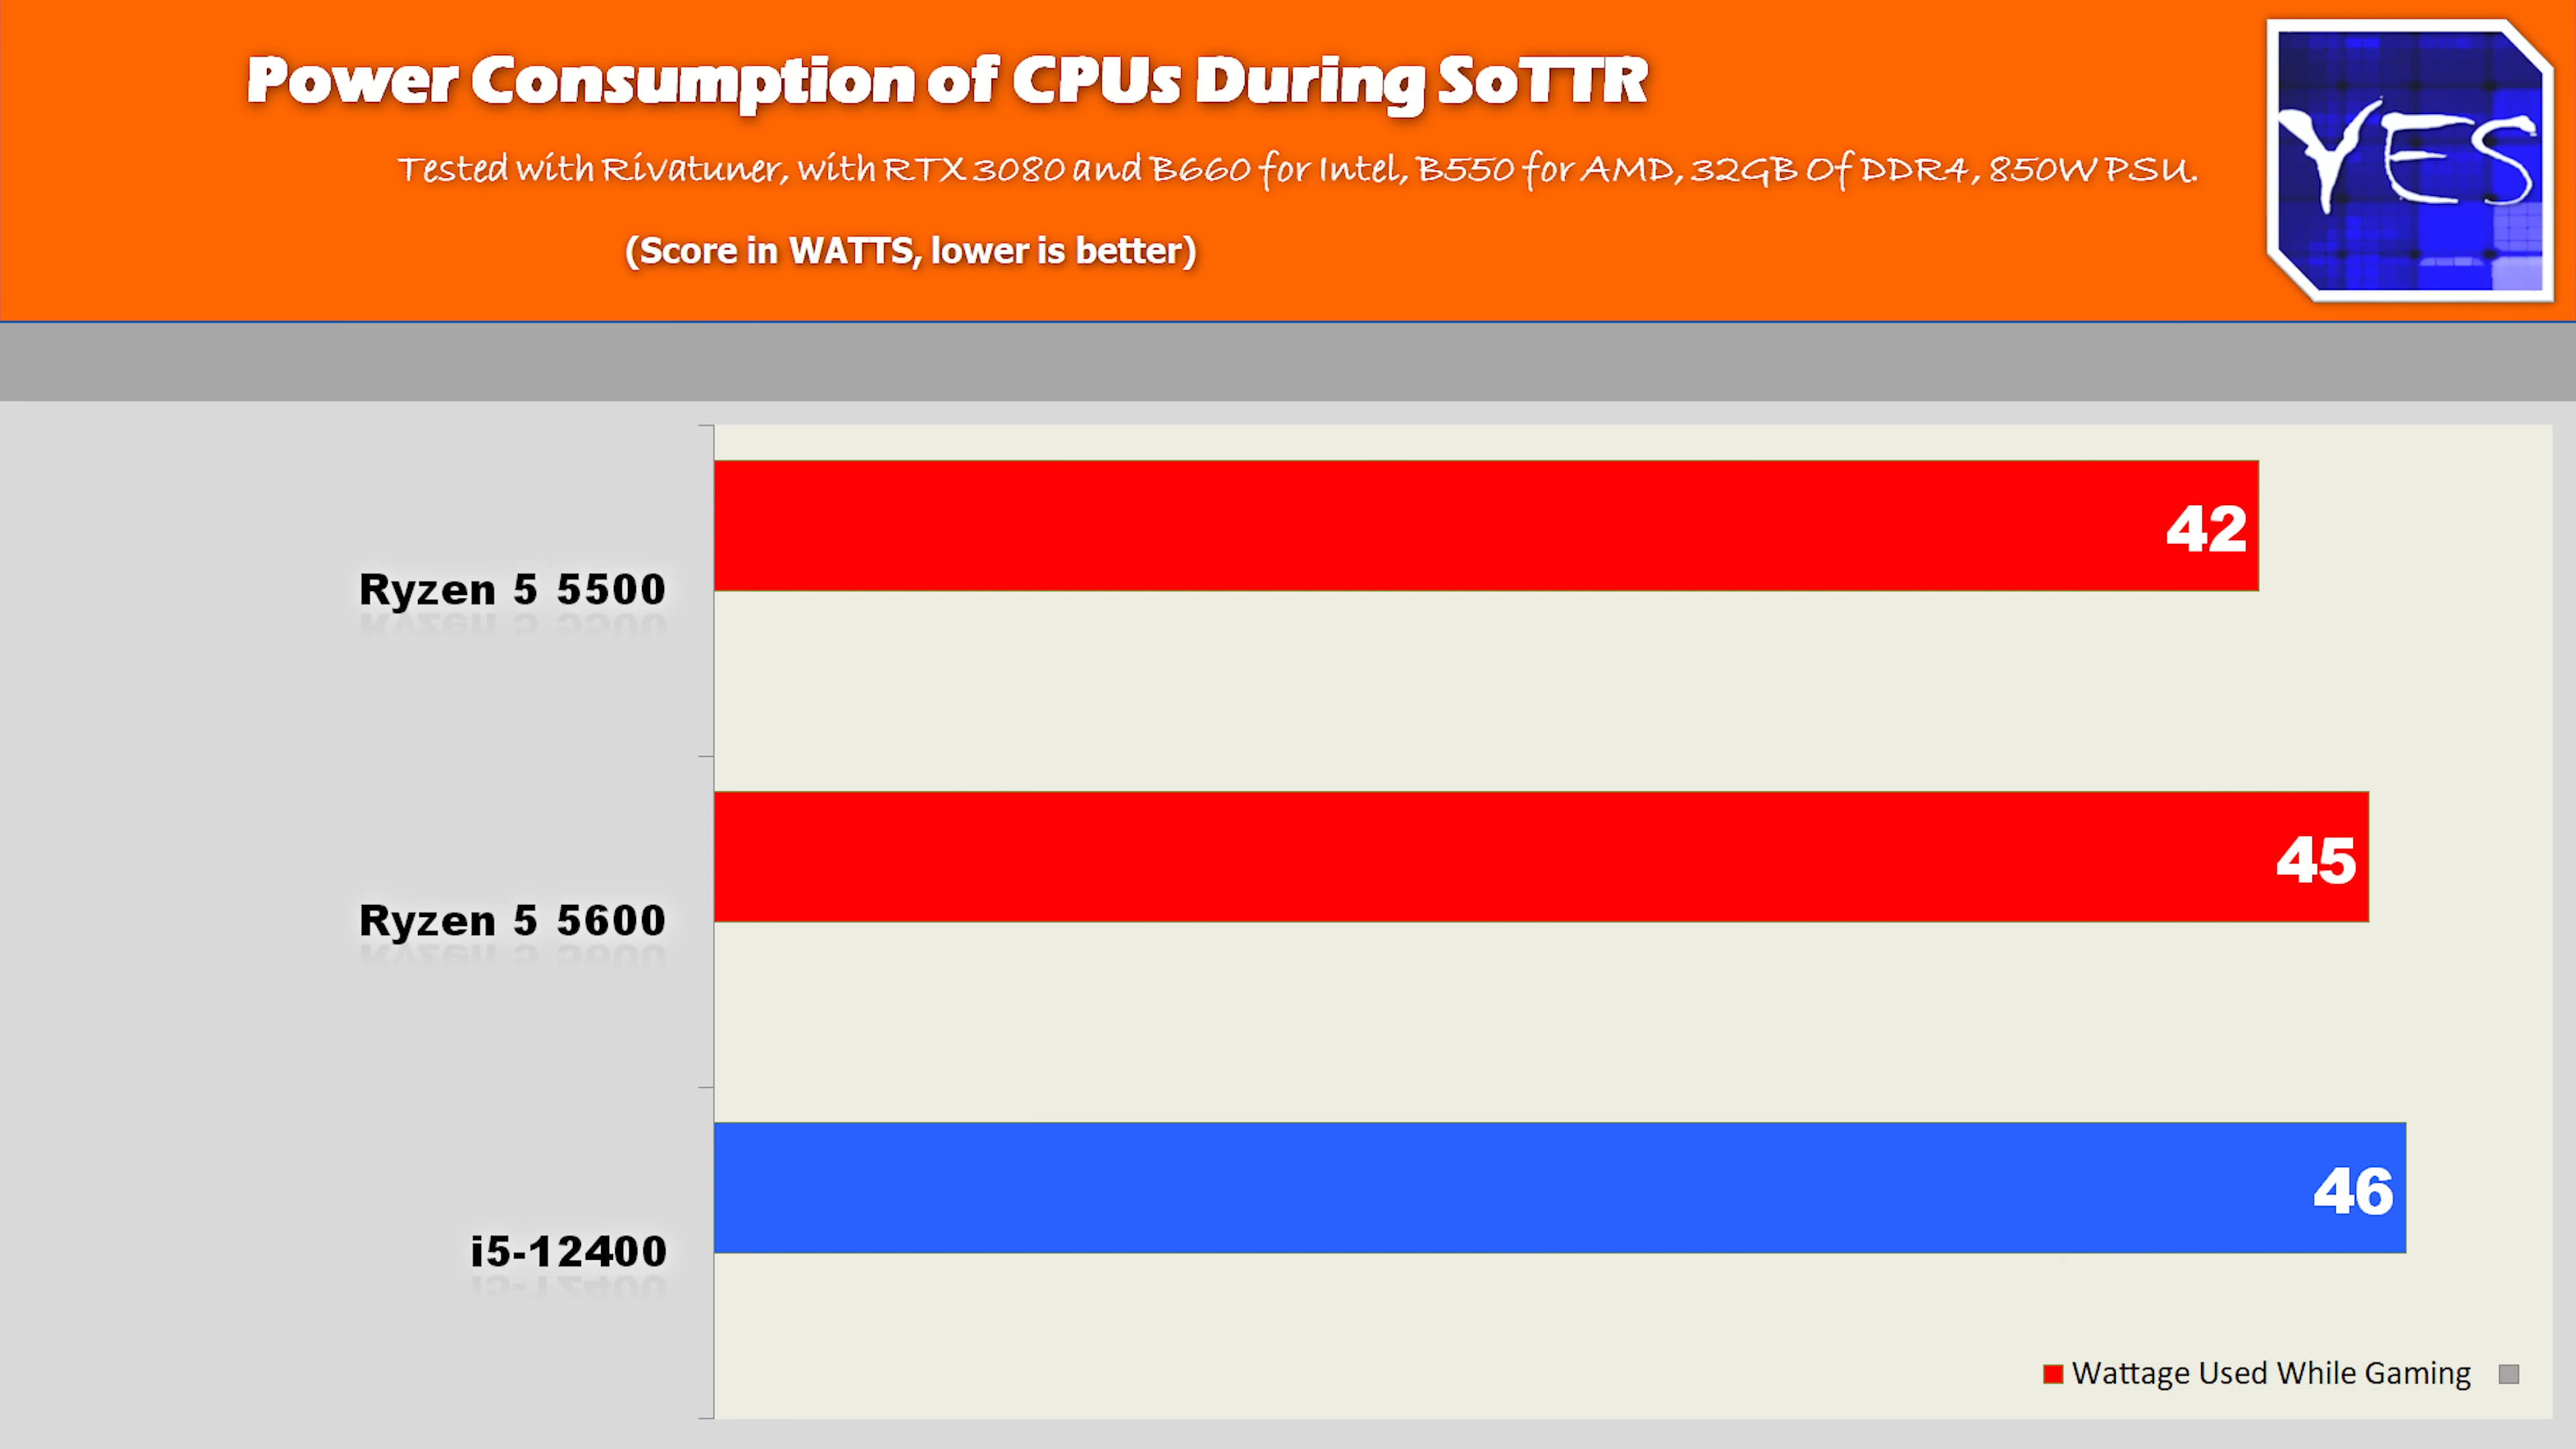 Power Consumption of CPUs During SoTTR
YES
Tested with Rivatuner, with RTX 3080 and B660 for Intel, B550 for AMD, 32GB Of DDR4, 850W PSU.
(Score in WATTS, lower is better)
Ryzen 5 5500
42
Ryzen 5 5600
45
i5-12400
46
Wattage Used While Gaming